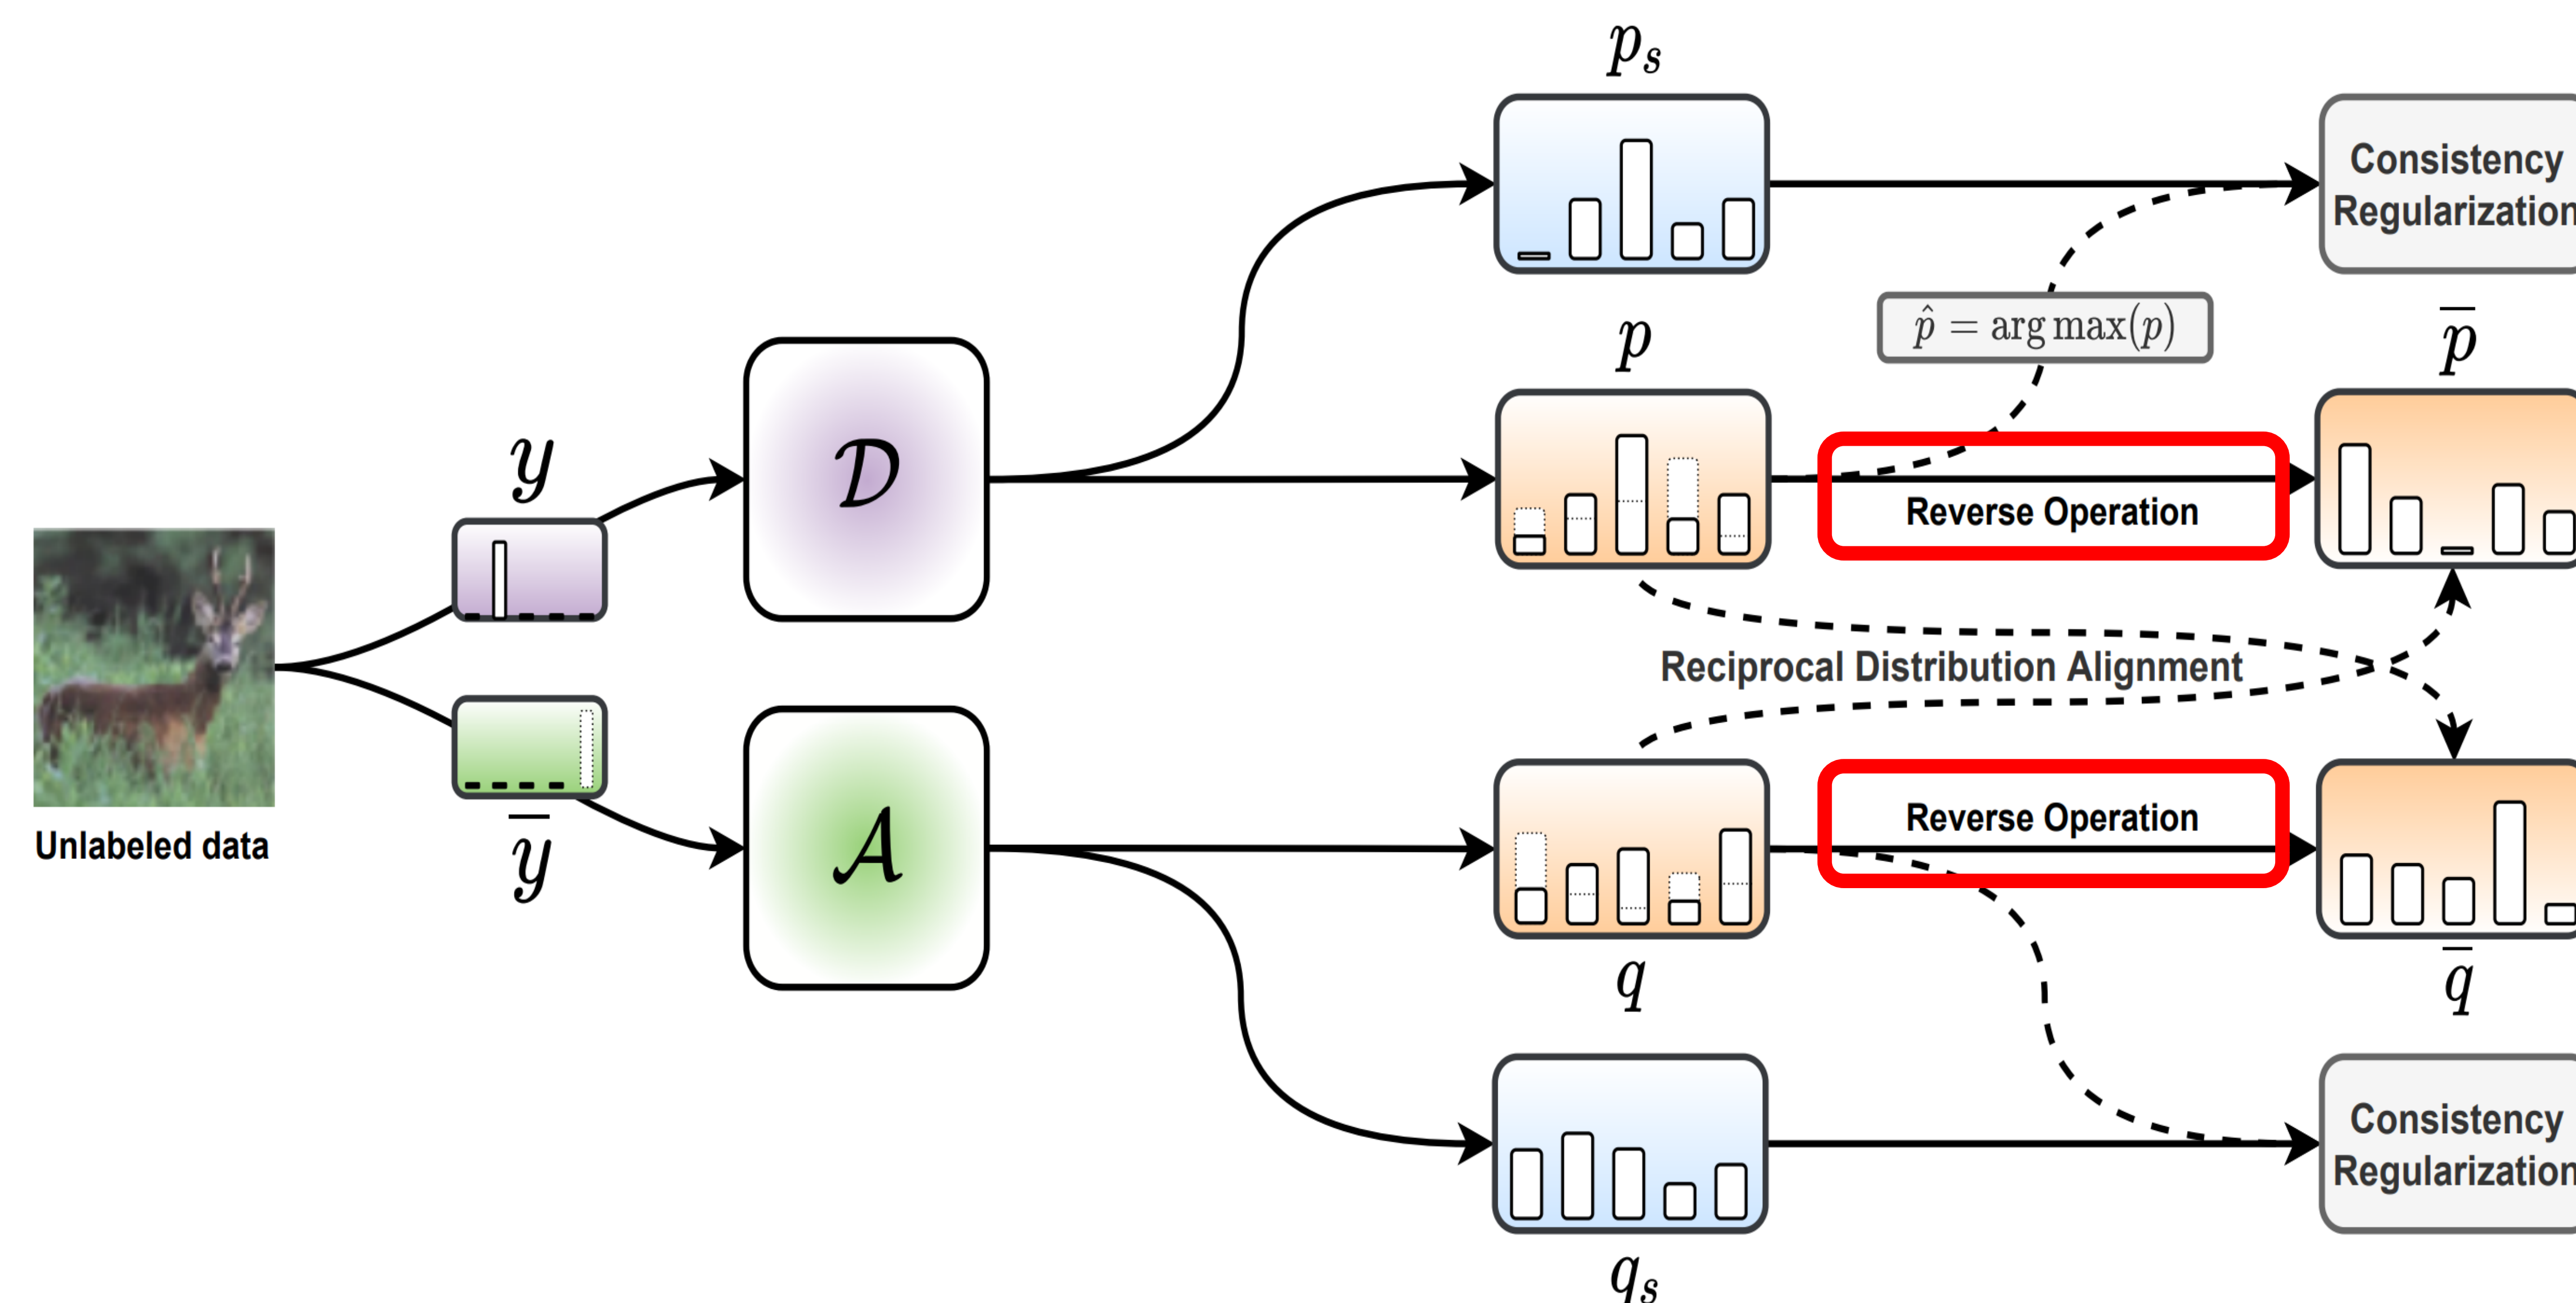 p_s
Consistency
Regularization
p̂ = arg max(p)
p
p̅
y
D
Reverse Operation
Reciprocal Distribution Alignment
Unlabeled data
y̅
A
Reverse Operation
q
q̅
Consistency
Regularization
q_s